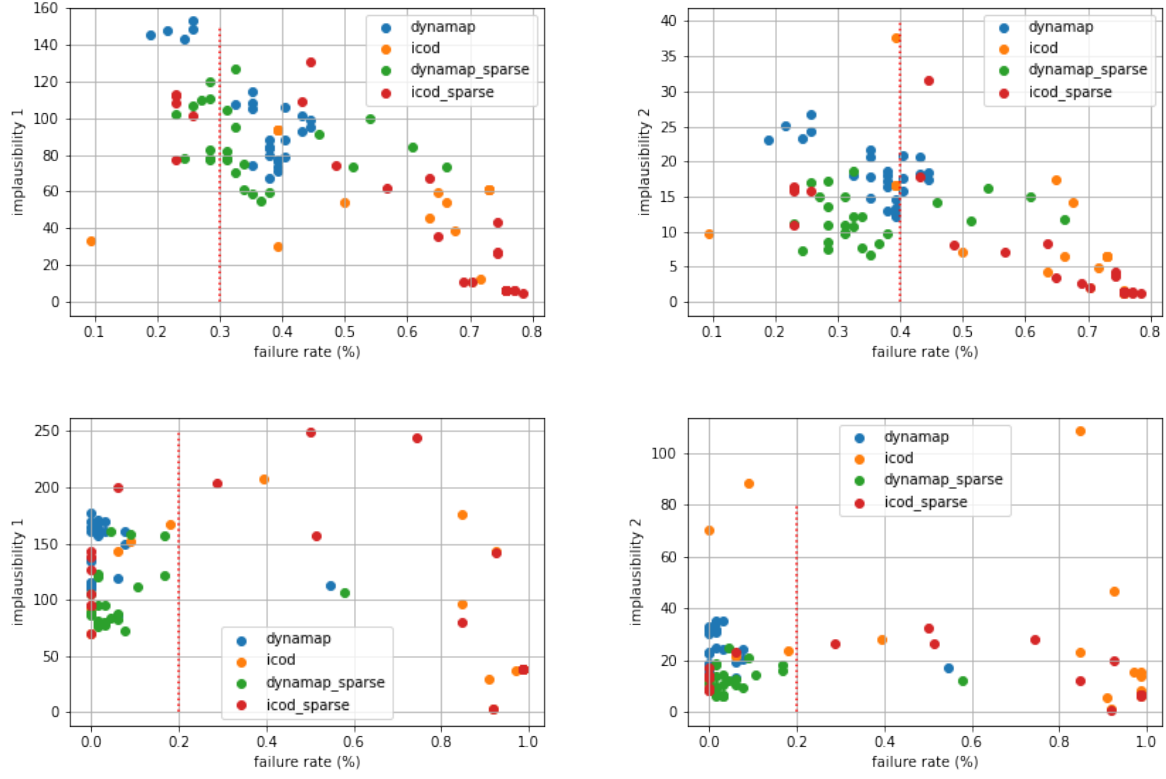 160
140
120
100
80
60
40
20
0
implausibility 1
dynamap
icod
dynamap_sparse
icod_sparse
0.1 0.2 0.3 0.4 0.5 0.6 0.7 0.8
failure rate (%)
40
35
30
25
20
15
10
5
0
implausibility 2
dynamap
icod
dynamap_sparse
icod_sparse
0.1 0.2 0.3 0.4 0.5 0.6 0.7 0.8
failure rate (%)
250
200
150
100
50
0
implausibility 1
dynamap
icod
dynamap_sparse
icod_sparse
0.0 0.2 0.4 0.6 0.8 1.0
failure rate (%)
100
80
60
40
20
0
implausibility 2
dynamap
icod
dynamap_sparse
icod_sparse
0.0 0.2 0.4 0.6 0.8 1.0
failure rate (%)